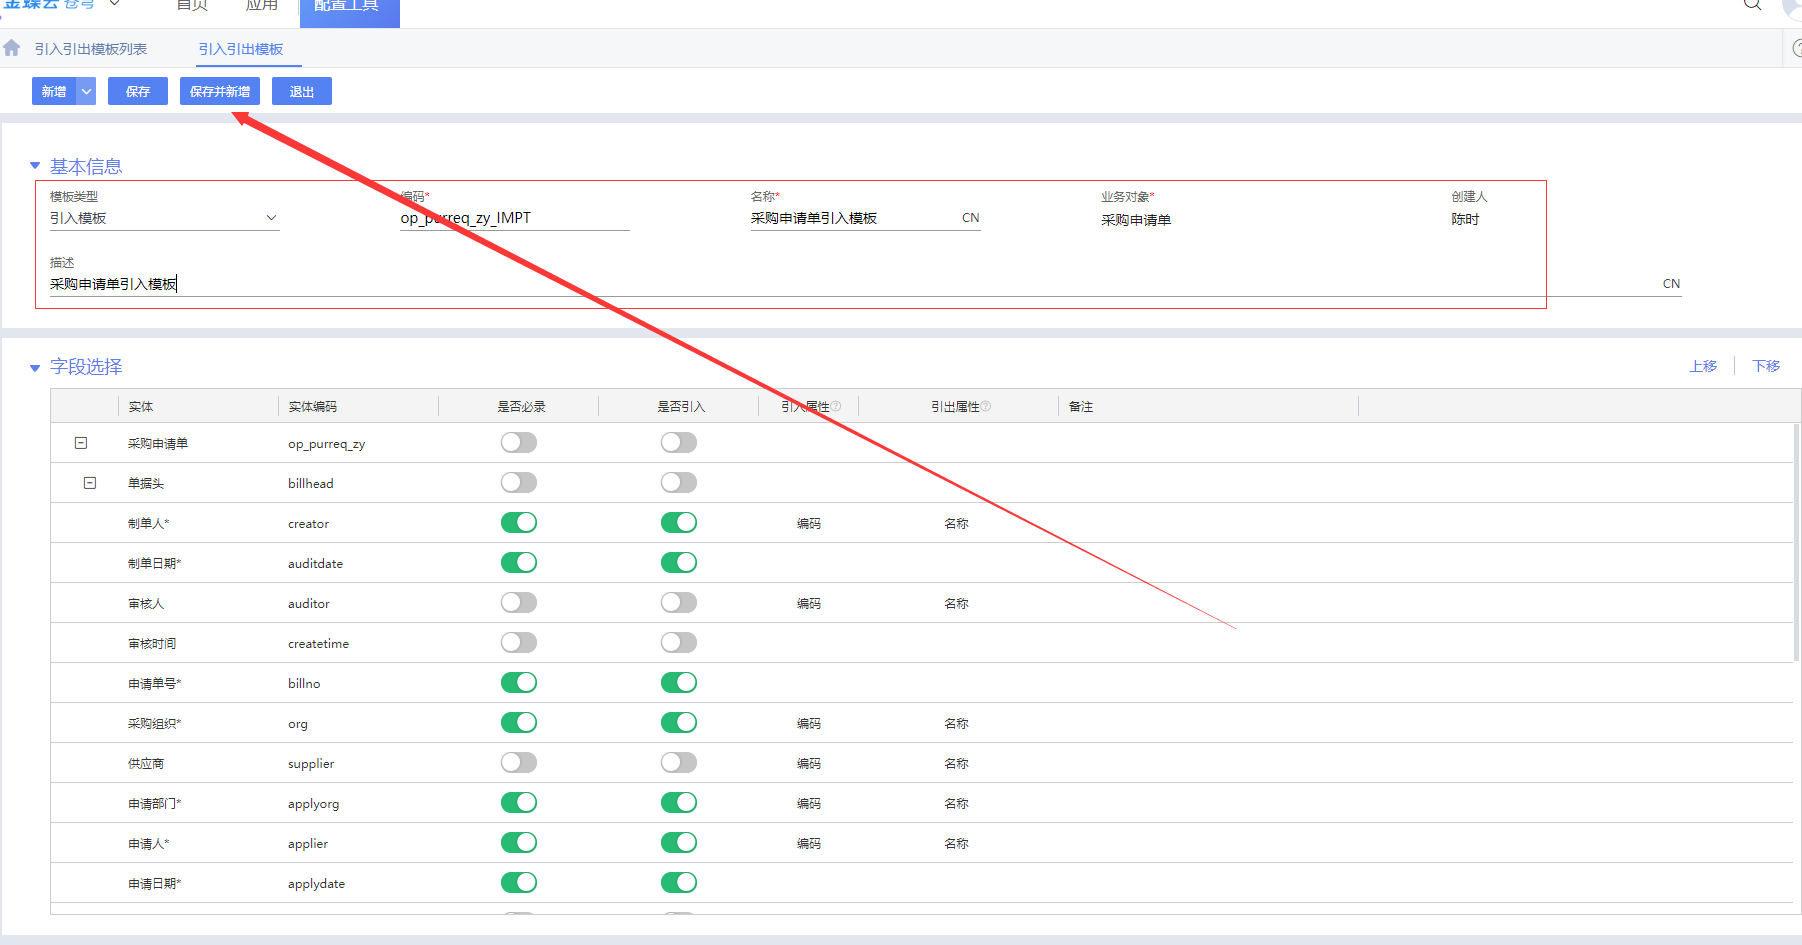 金蝶云 苍穹
首页 应用 配置工具
引入引出模板列表 引入引出模板
新增 保存 保存并新增 退出
基本信息
模板类型 编码* 名称* 业务对象* 创建人
引入模板 op_purreq_zy_IMPT 采购申请单引入模板 CN 采购申请单 陈时
描述
采购申请单引入模板 CN
字段选择 上移 下移
实体 实体编码 是否必录 是否引入 引入属性 引出属性 备注
采购申请单 op_purreq_zy
单据头 billhead
制单人* creator 编码 名称
制单日期* auditdate
审核人 auditor 编码 名称
审核时间 createtime
申请单号* billno
采购组织* org 编码 名称
供应商 supplier 编码 名称
申请部门* applyorg 编码 名称
申请人* applier 编码 名称
申请日期* applydate